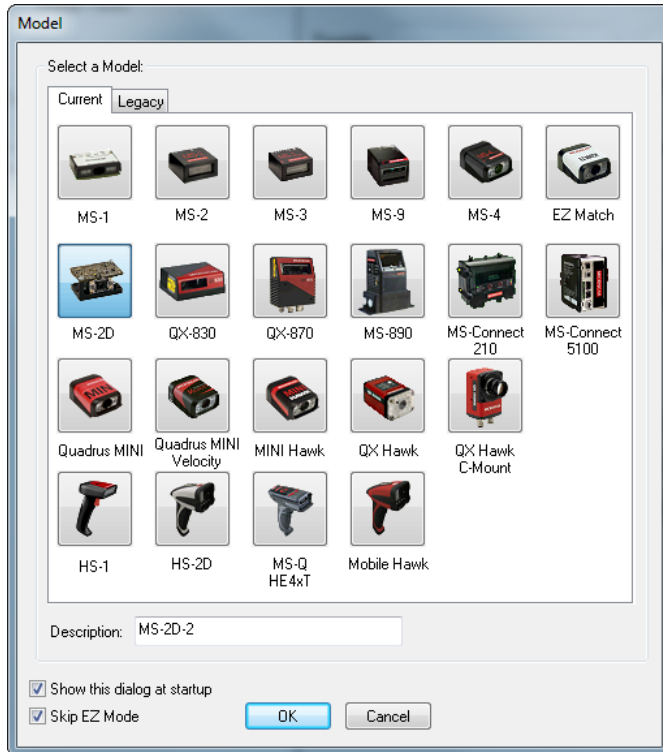 Model
Select a Model:
Current Legacy
MS-1 MS-2 MS-3 MS-9 MS-4 EZ Match
MS-2D QX-830 QX-870 MS-890 MS-Connect 210 MS-Connect 5100
Quadrus MINI Quadrus MINI Velocity MINI Hawk QX Hawk QX Hawk C-Mount
HS-1 HS-2D MS-Q HE4xT Mobile Hawk
Description: MS-2D-2
Show this dialog at startup
Skip EZ Mode OK Cancel